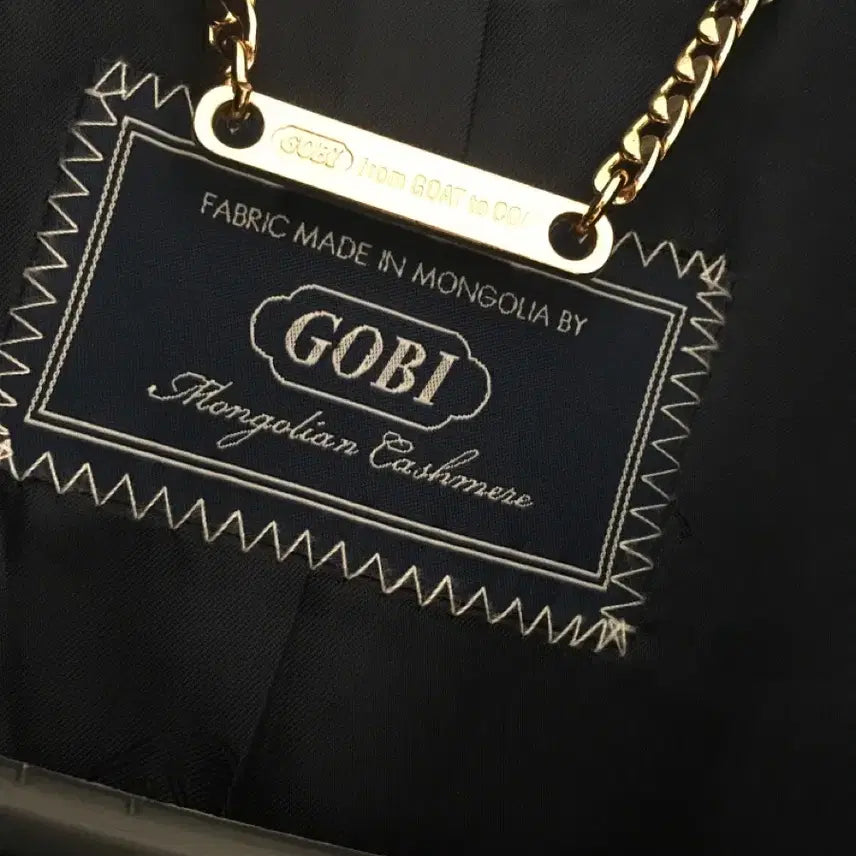 GOBI from GOAT to
FABRIC MADE IN MONGOLIA BY
GOBI
Mongolian Cashmere